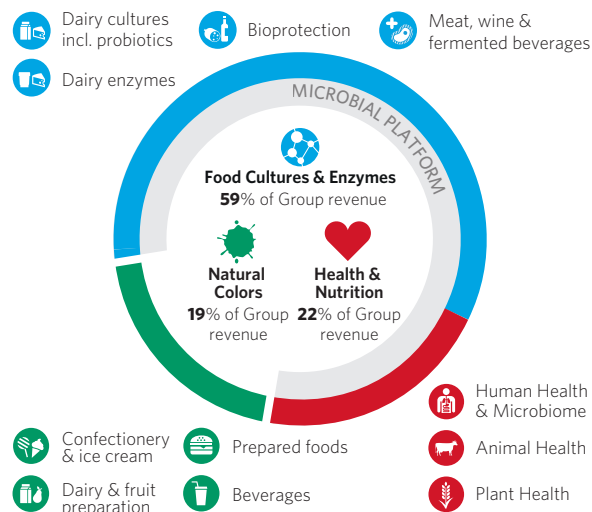 Dairy cultures
incl. probiotics
Bioprotection
Meat, wine &
fermented beverages
Dairy enzymes
MICROBIAL PLATFORM
Food Cultures & Enzymes
59% of Group revenue
Natural
Colors
19% of Group
revenue
Health &
Nutrition
22% of Group
revenue
Human Health
& Microbiome
Confectionery
& ice cream
Prepared foods
Animal Health
Dairy & fruit
preparation
Beverages
Plant Health